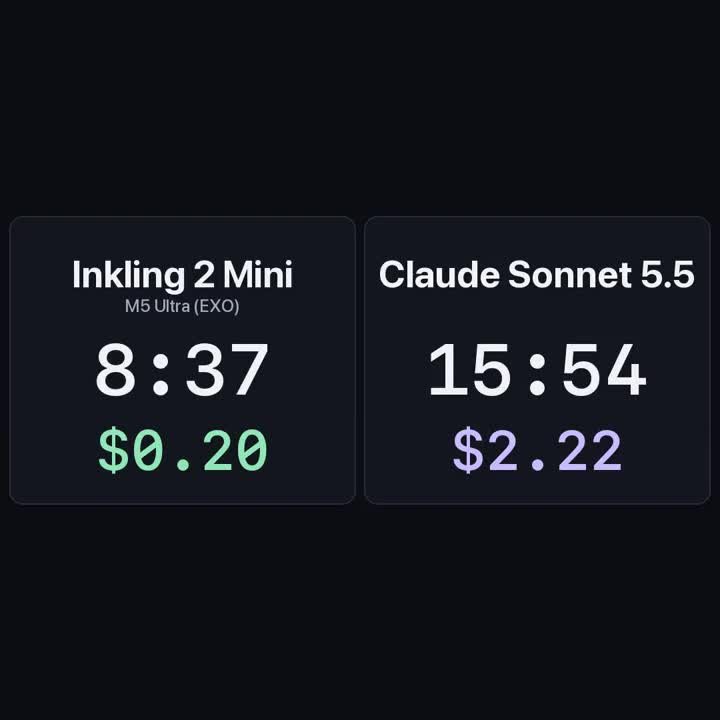 Inkling 2 Mini
M5 Ultra (EXO)
8:37
$0.20
Claude Sonnet 5.5
15:54
$2.22